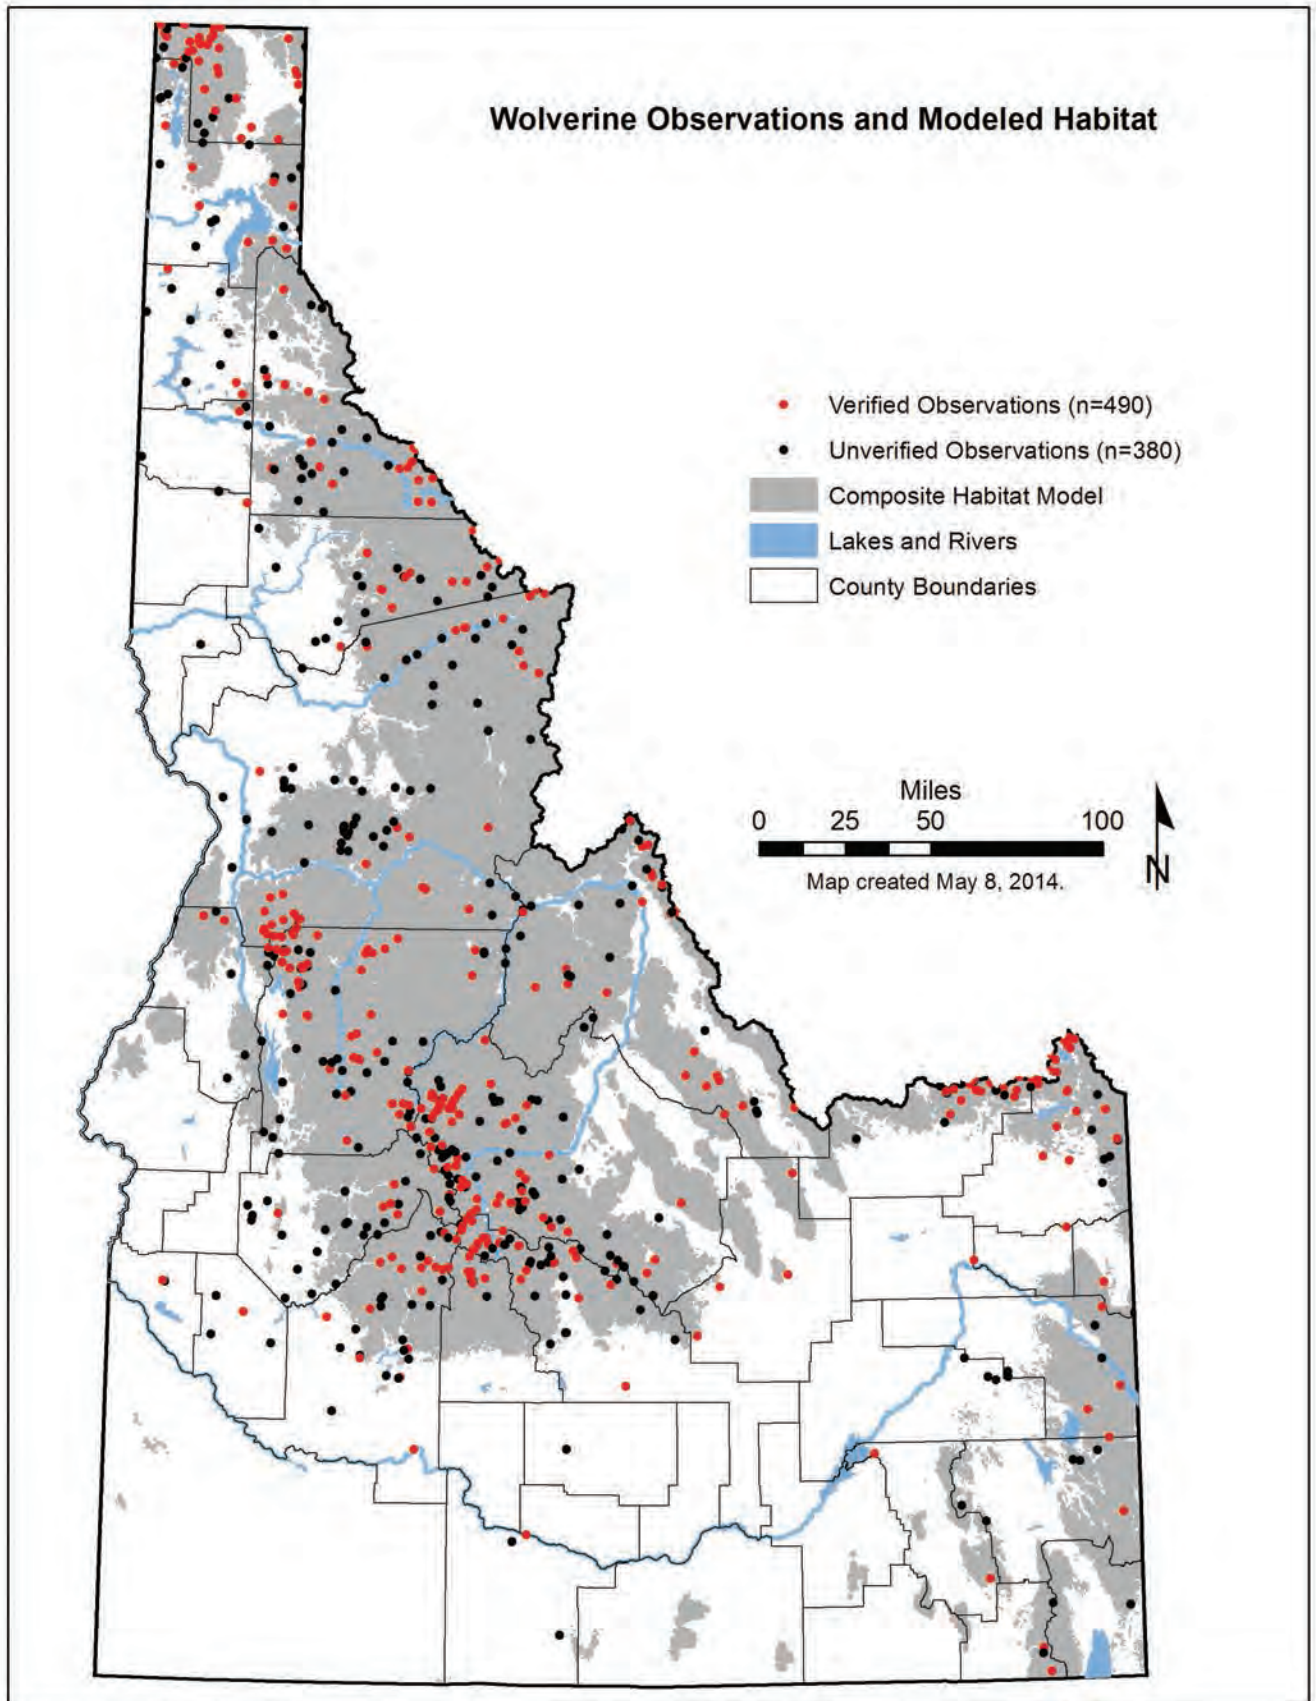 Wolverine Observations and Modeled Habitat
Verified Observations (n=490)
Unverified Observations (n=380)
Composite Habitat Model
Lakes and Rivers
County Boundaries
Miles
0 25 50 100
Map created May 8, 2014.
N